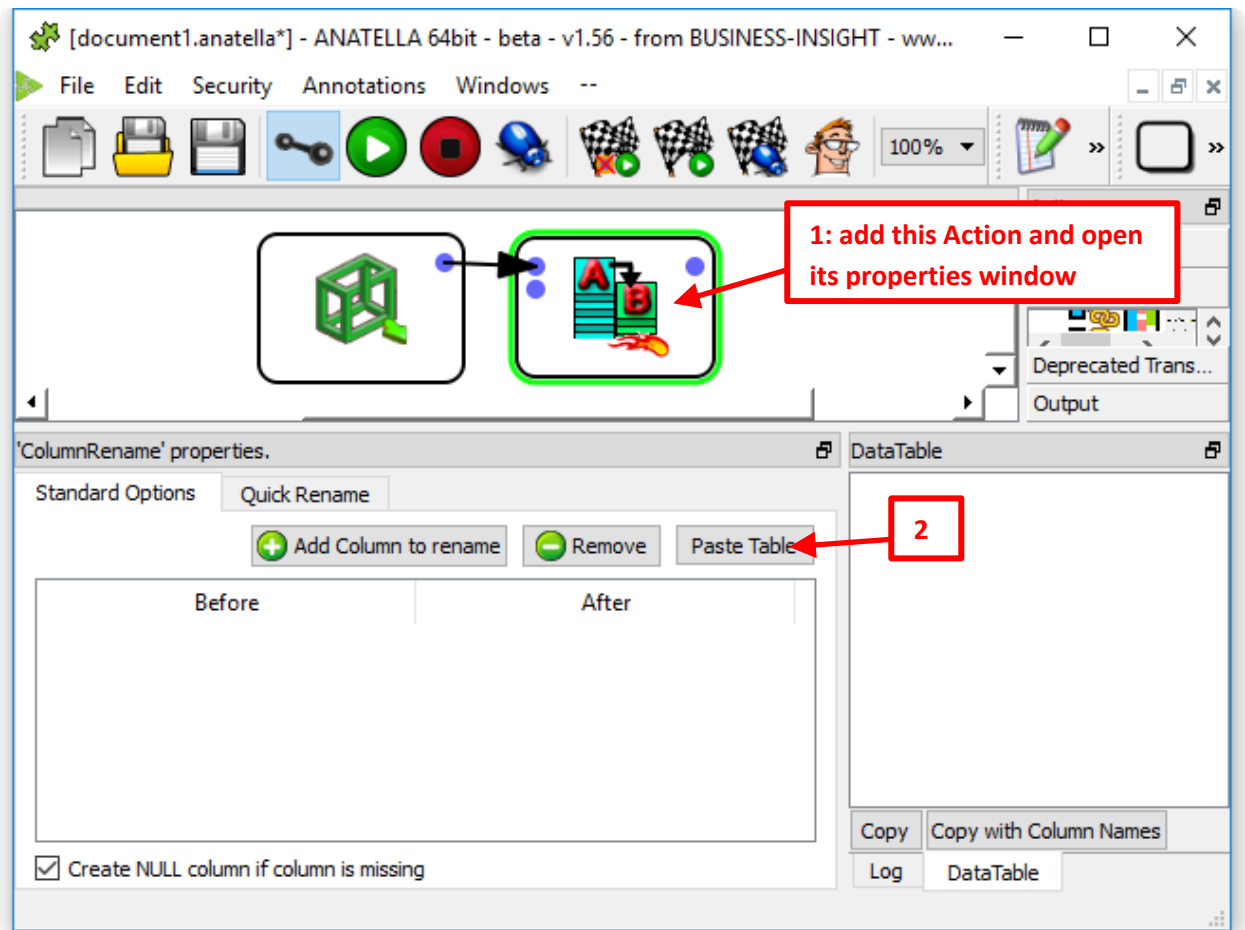 [document1.anatella*] - ANATELLA 64bit - beta - v1.56 - from BUSINESS-INSIGHT - ww...
File Edit Security Annotations Windows --
100% » »
1: add this Action and open
its properties window
A
B
Deprecated Trans...
Output
'ColumnRename' properties.
DataTable
Standard Options Quick Rename
2
Add Column to rename Remove Paste Table
Before After
Copy Copy with Column Names
Create NULL column if column is missing
Log DataTable